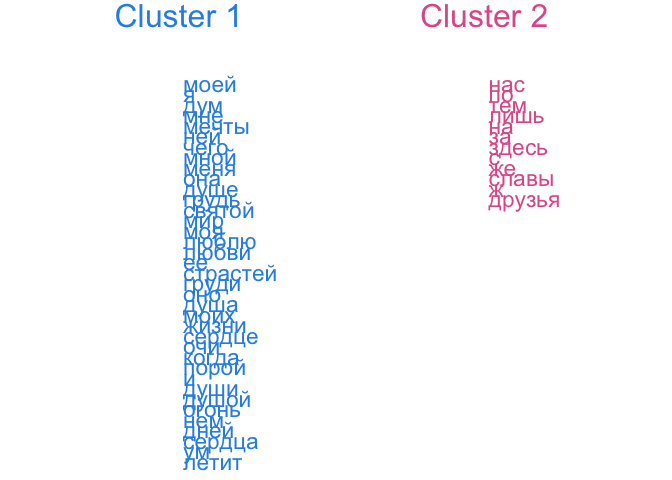 Cluster 1
моей
я
дум
мне
мечты
ней
чего
мной
меня
она
душе
грудь
святой
мир
моя
люблю
любви
ее
страстей
груди
оно
душа
моих
жизни
сердце
очи
когда
порой
и
души
душой
огонь
нем
дней
сердца
ум
летит
Cluster 2
нас
по
тем
лишь
на
за
здесь
с
же
славы
ж
друзья